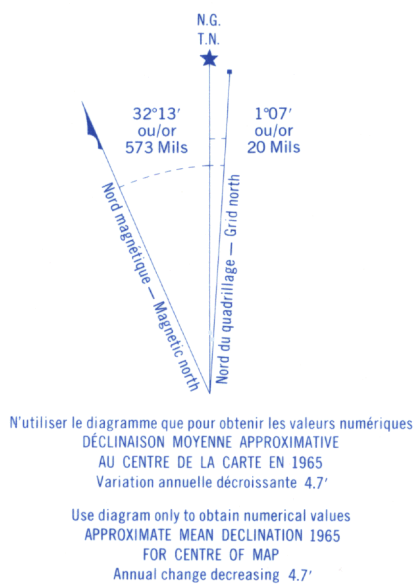 N.G.
T.N.
32°13′
ou/or
573 Mils
1°07′
ou/or
20 Mils
Nord magnétique — Magnetic north
Nord du quadrillage — Grid north
N'utiliser le diagramme que pour obtenir les valeurs numériques
DÉCLINAISON MOYENNE APPROXIMATIVE
AU CENTRE DE LA CARTE EN 1965
Variation annuelle décroissante 4.7′
Use diagram only to obtain numerical values
APPROXIMATE MEAN DECLINATION 1965
FOR CENTRE OF MAP
Annual change decreasing 4.7′